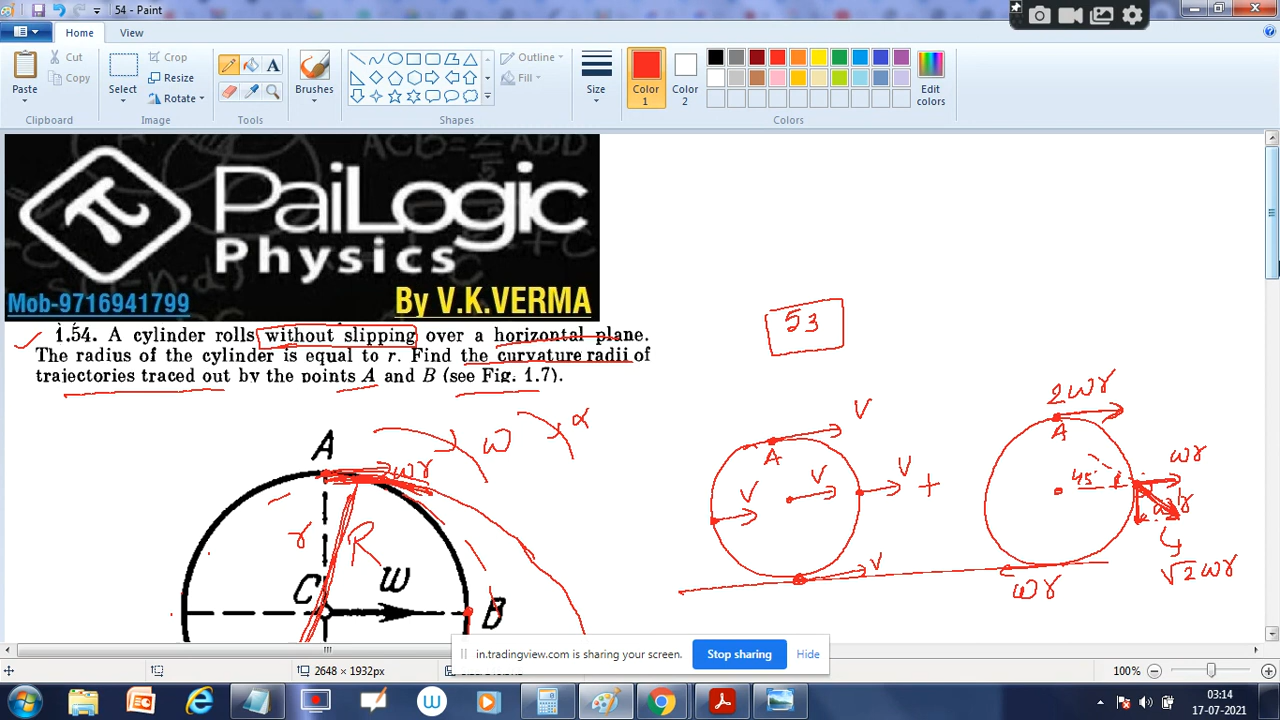 54 - Paint
Home
View
Paste
Cut
Copy
Clipboard
Select
Crop
Resize
Rotate
Image
A
Tools
Brushes
Outline
Fill
Shapes
Size
Color
1
Color
2
Edit
colors
Colors
π
PaiLogic
Physics
Mob-9716941799
By V.K.VERMA
1.54. A cylinder rolls without slipping over a horizontal plane.
The radius of the cylinder is equal to r. Find the curvature radii of
trajectories traced out by the points A and B (see Fig. 1.7).
53
A
ω
α
ωr
r
R
C
w
B
V
A
V
V
V
+
V
2ωr
A
45°
ωr
ωr
√2ωr
ωr
in.tradingview.com is sharing your screen.
Stop sharing
Hide
2648 × 1932px
100%
03:14
17-07-2021